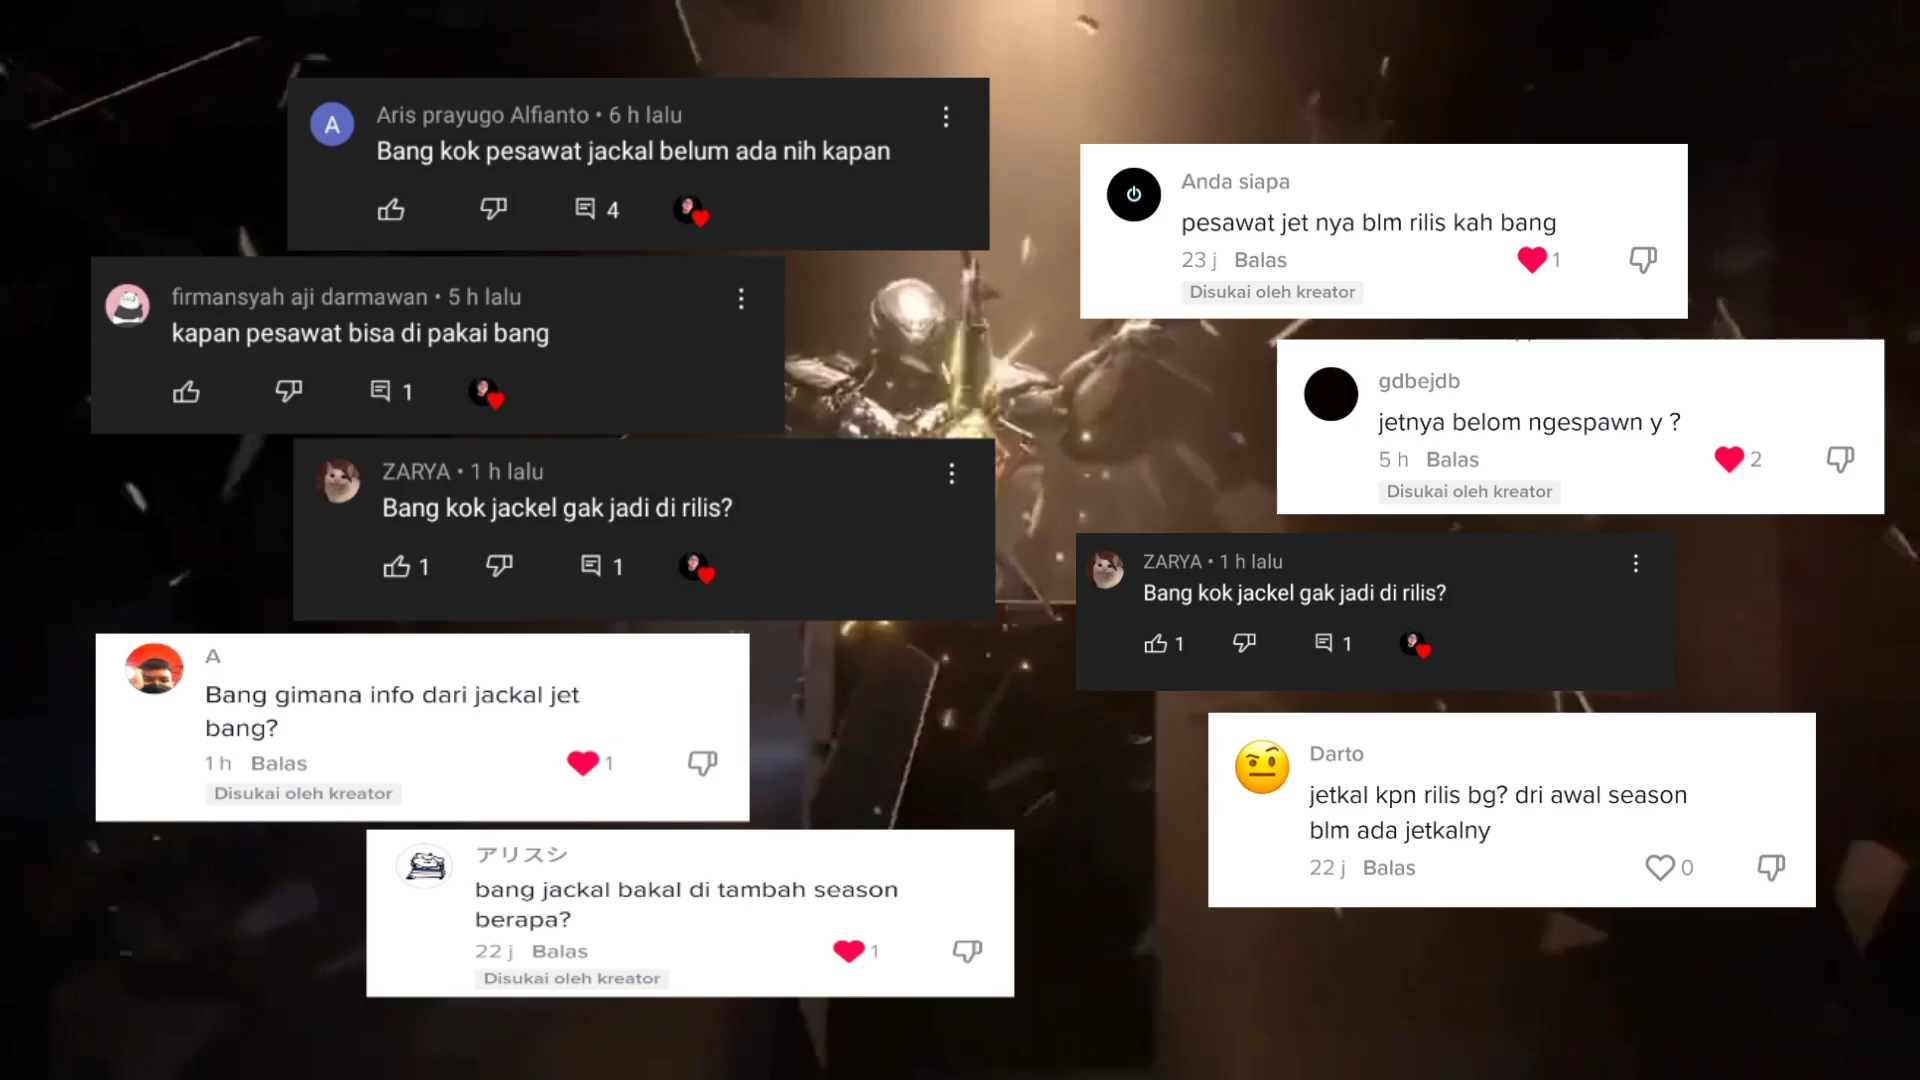 Aris prayugo Alfianto • 6 h lalu
Bang kok pesawat jackal belum ada nih kapan
4
firmansyah aji darmawan • 5 h lalu
kapan pesawat bisa di pakai bang
1
ZARYA • 1 h lalu
Bang kok jackel gak jadi di rilis?
1 1
A
Bang gimana info dari jackal jet
bang?
1 h Balas 1
Disukai oleh kreator
アリスシ
bang jackal bakal di tambah season
berapa?
22 j Balas 1
Disukai oleh kreator
Anda siapa
pesawat jet nya blm rilis kah bang
23 j Balas 1
Disukai oleh kreator
gdbejdb
jetnya belom ngespawn y ?
5 h Balas 2
Disukai oleh kreator
ZARYA • 1 h lalu
Bang kok jackel gak jadi di rilis?
1 1
Darto
jetkal kpn rilis bg? dri awal season
blm ada jetkalny
22 j Balas 0
A